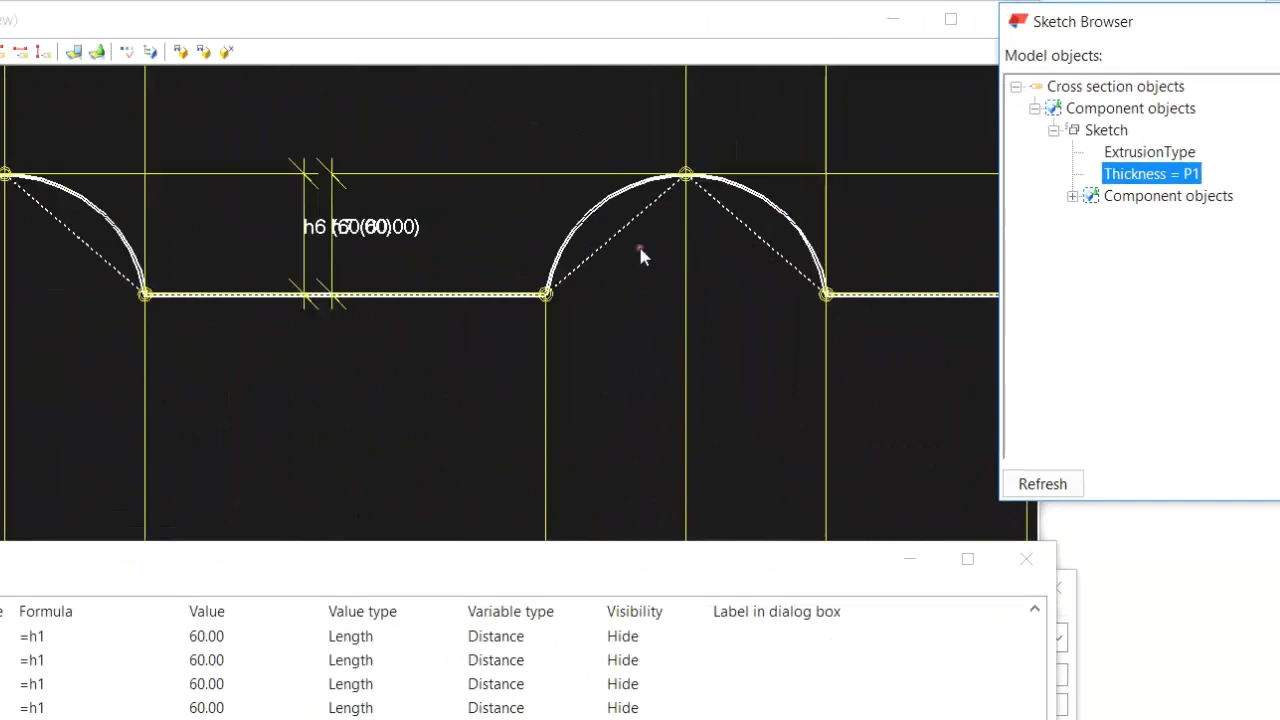 ew)
Sketch Browser
Model objects:
Cross section objects
Component objects
Sketch
ExtrusionType
Thickness = P1
Component objects
Refresh
h6
Formula Value Value type Variable type Visibility Label in dialog box
=h1 60.00 Length Distance Hide
=h1 60.00 Length Distance Hide
=h1 60.00 Length Distance Hide
=h1 60.00 Length Distance Hide